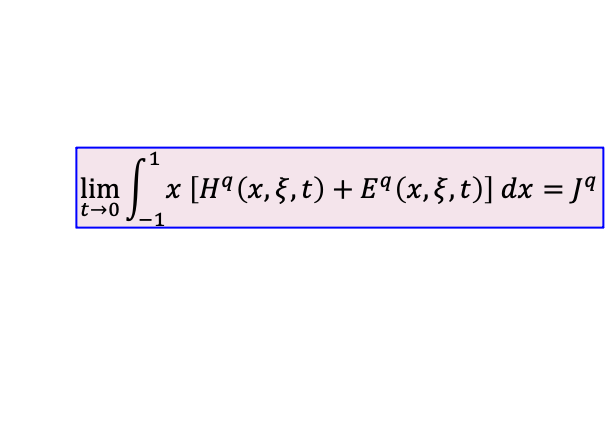 lim_{t→0} ∫_{-1}^{1} x [H^q(x, ξ, t) + E^q(x, ξ, t)] dx = J^q